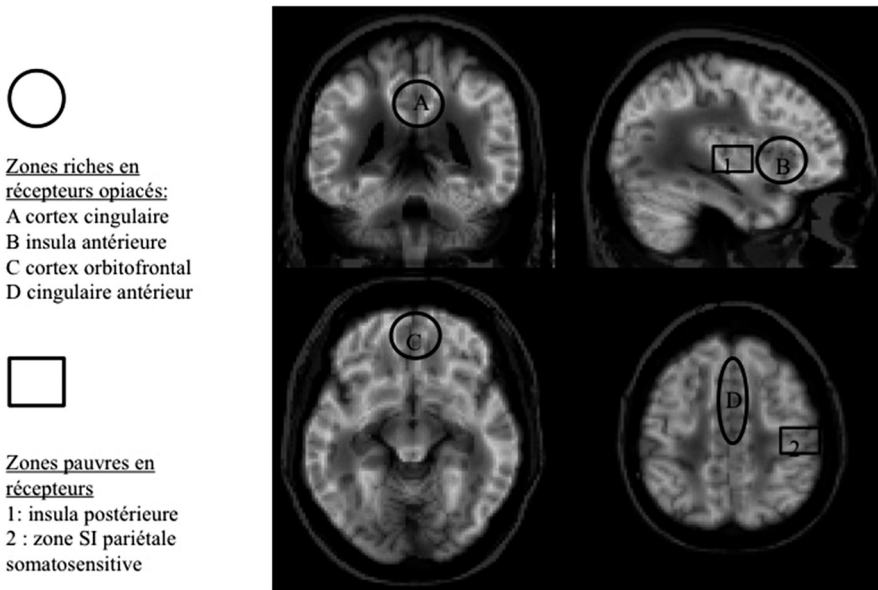 Zones riches en
récepteurs opiacés:
A cortex cingulaire
B insula antérieure
C cortex orbitofrontal
D cingulaire antérieur
Zones pauvres en
récepteurs
1: insula postérieure
2 : zone SI pariétale
somatosensitive
A
1
B
C
D
2